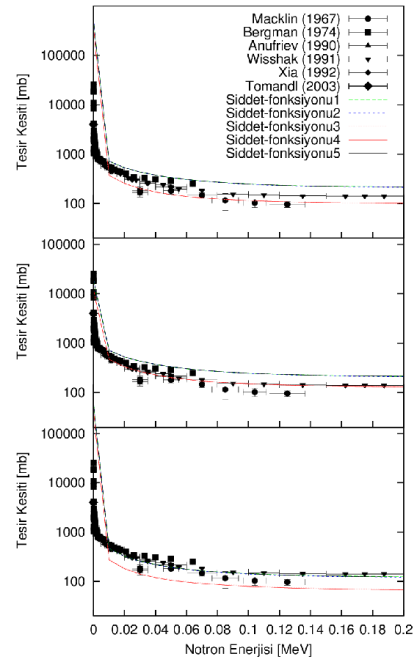 Macklin (1967)
Bergman (1974)
Anufriev (1990)
Wisshak (1991)
Xia (1992)
Tomandl (2003)
Siddet-fonksiyonu1
Siddet-fonksiyonu2
Siddet-fonksiyonu3
Siddet-fonksiyonu4
Siddet-fonksiyonu5
Tesir Kesiti [mb]
100000
10000
1000
100
Tesir Kesiti [mb]
100000
10000
1000
100
Tesir Kesiti [mb]
100000
10000
1000
100
0 0.02 0.04 0.06 0.08 0.1 0.12 0.14 0.16 0.18 0.2
Notron Enerjisi [MeV]